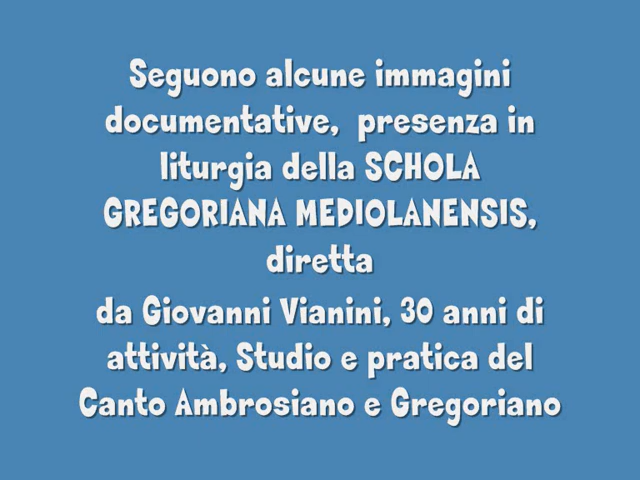 Seguono alcune immagini
documentative, presenza in
liturgia della SCHOLA
GREGORIANA MEDIOLANENSIS,
diretta
da Giovanni Vianini, 30 anni di
attività, Studio e pratica del
Canto Ambrosiano e Gregoriano